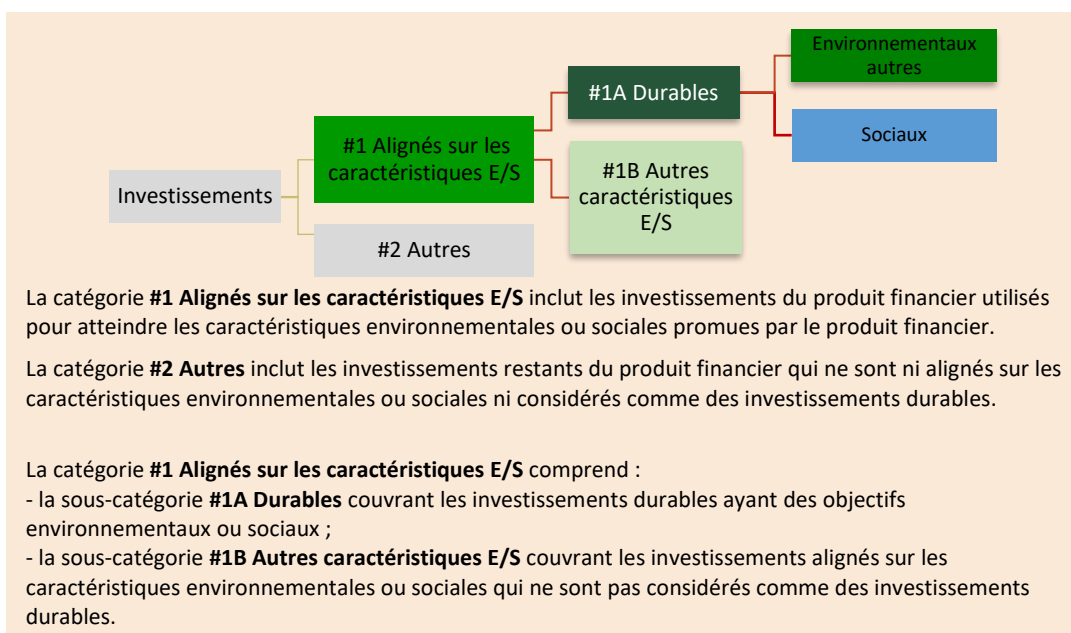 Environnementaux
autres
#1A Durables
Sociaux
#1 Alignés sur les
caractéristiques E/S
#1B Autres
caractéristiques
E/S
Investissements
#2 Autres
La catégorie #1 Alignés sur les caractéristiques E/S inclut les investissements du produit financier utilisés
pour atteindre les caractéristiques environnementales ou sociales promues par le produit financier.
La catégorie #2 Autres inclut les investissements restants du produit financier qui ne sont ni alignés sur les
caractéristiques environnementales ou sociales ni considérés comme des investissements durables.
La catégorie #1 Alignés sur les caractéristiques E/S comprend :
- la sous-catégorie #1A Durables couvrant les investissements durables ayant des objectifs
environnementaux ou sociaux ;
- la sous-catégorie #1B Autres caractéristiques E/S couvrant les investissements alignés sur les
caractéristiques environnementales ou sociales qui ne sont pas considérés comme des investissements
durables.